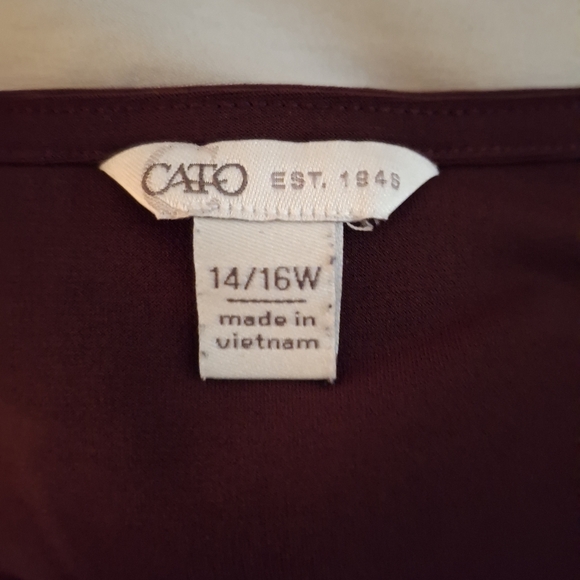 CATO EST. 1946
14/16W
made in
vietnam